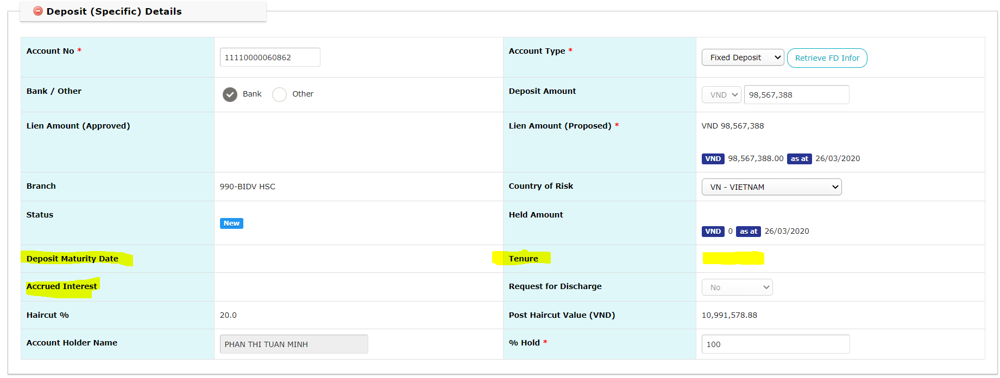 Deposit (Specific) Details
Account No *
11110000060862
Account Type *
Fixed Deposit
Retrieve FD Infor
Bank / Other
Bank
Other
Deposit Amount
VND
98,567,388
Lien Amount (Approved)
Lien Amount (Proposed) *
VND 98,567,388
VND 98,567,388.00 as at 26/03/2020
Branch
990-BIDV HSC
Country of Risk
VN - VIETNAM
Status
New
Held Amount
VND 0 as at 26/03/2020
Deposit Maturity Date
Tenure
Accrued Interest
Request for Discharge
No
Haircut %
20.0
Post Haircut Value (VND)
10,991,578.88
Account Holder Name
PHAN THI TUAN MINH
% Hold *
100